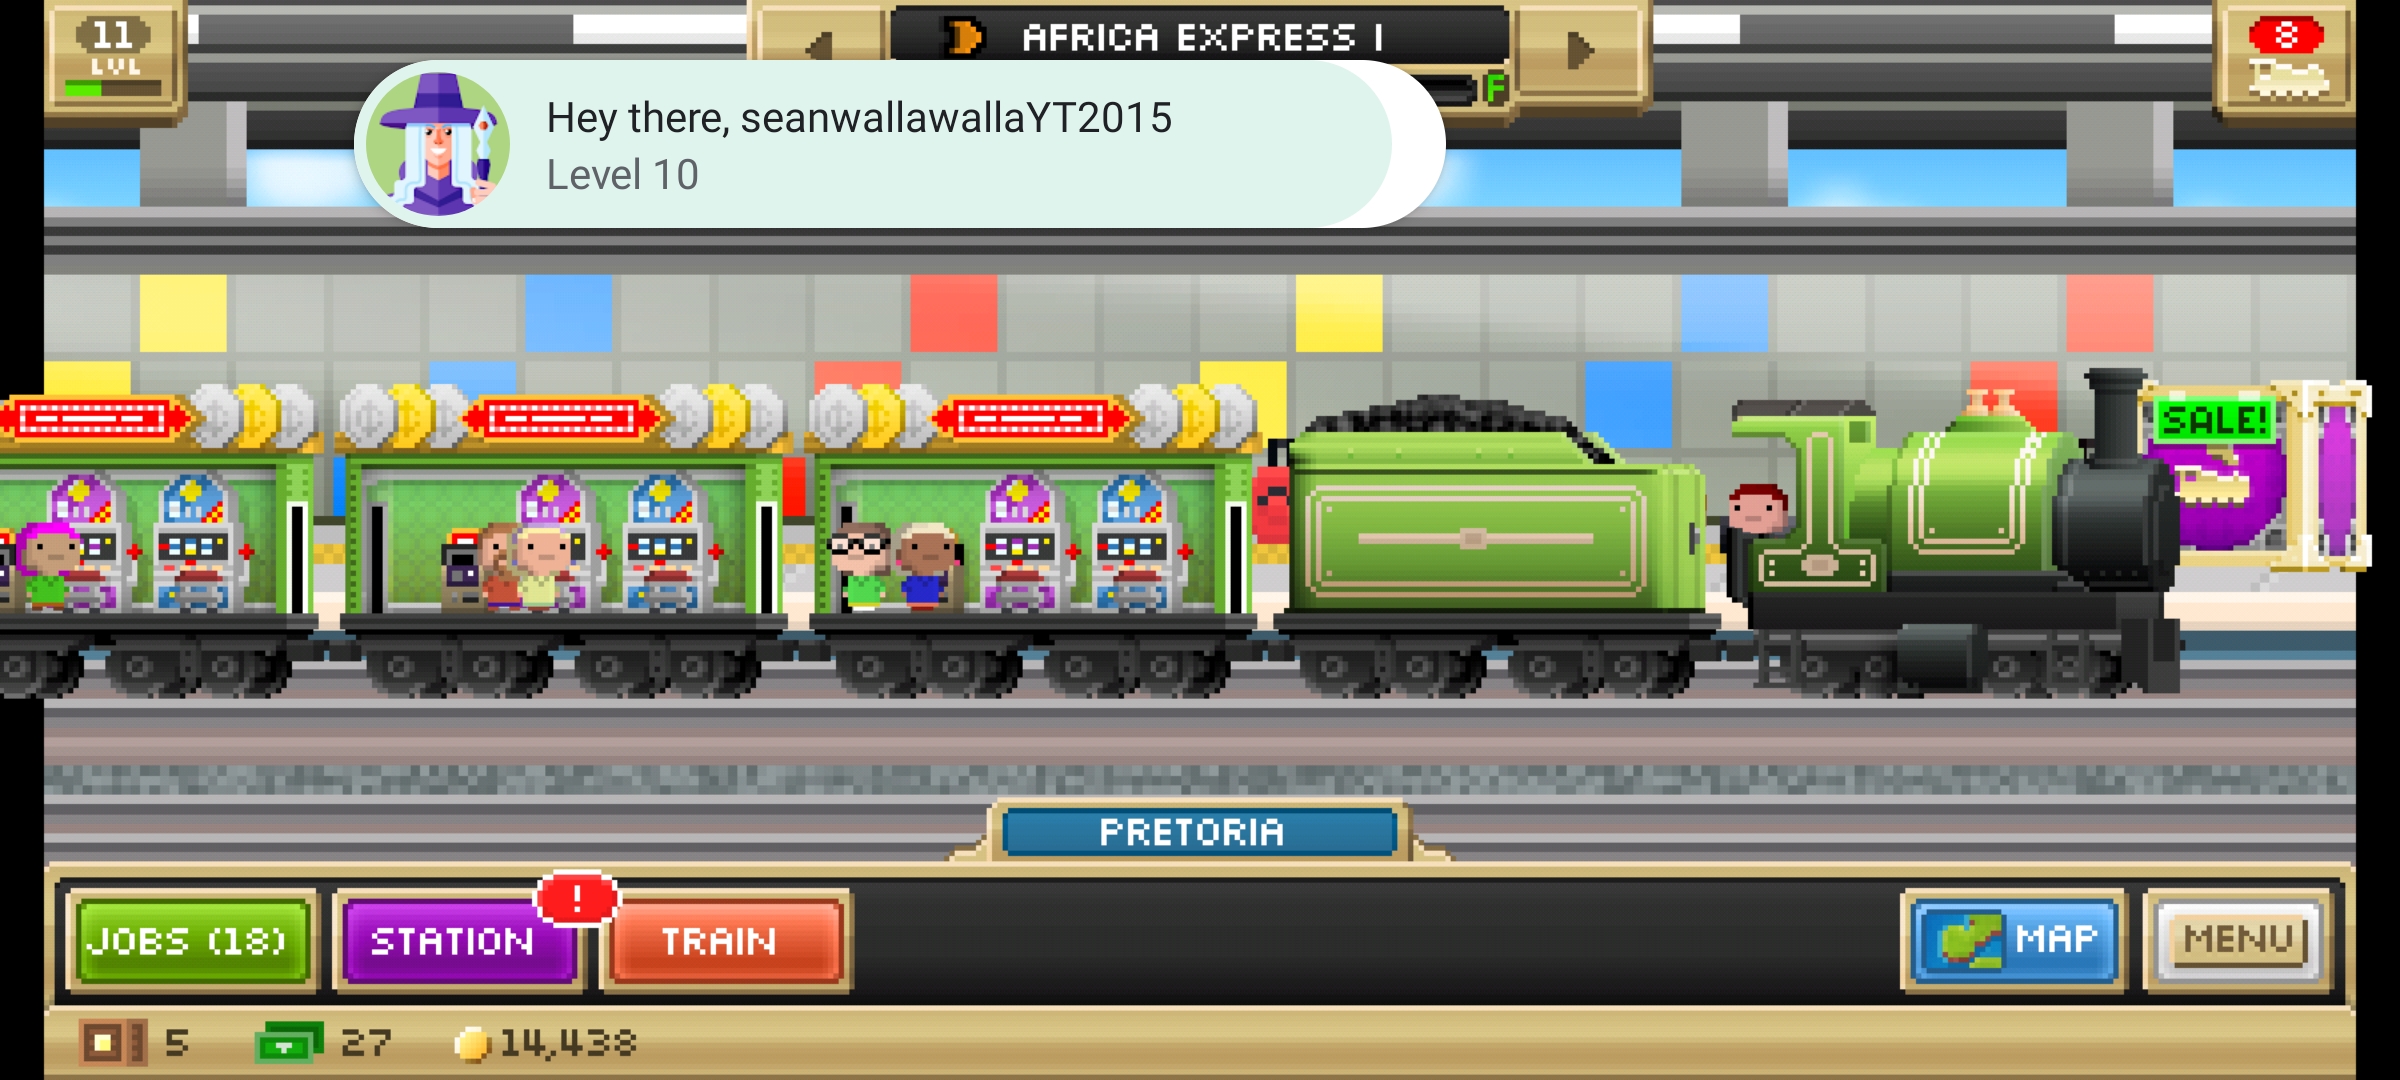 11
LVL
AFRICA EXPRESS I
F
8
Hey there, seanwallawallaYT2015
Level 10
SALE!
PRETORIA
JOBS (18)
STATION
!
TRAIN
MAP
MENU
5
27
14,438